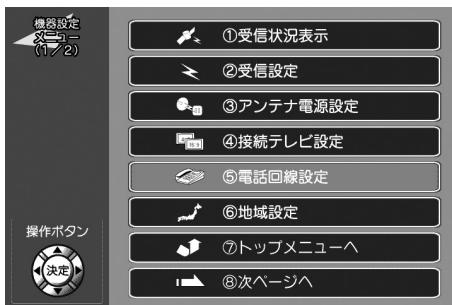 機器設定
メニュー
(1/2)
①受信状況表示
②受信設定
③アンテナ電源設定
④接続テレビ設定
⑤電話回線設定
⑥地域設定
⑦トップメニューへ
⑧次ページへ
操作ボタン
決定